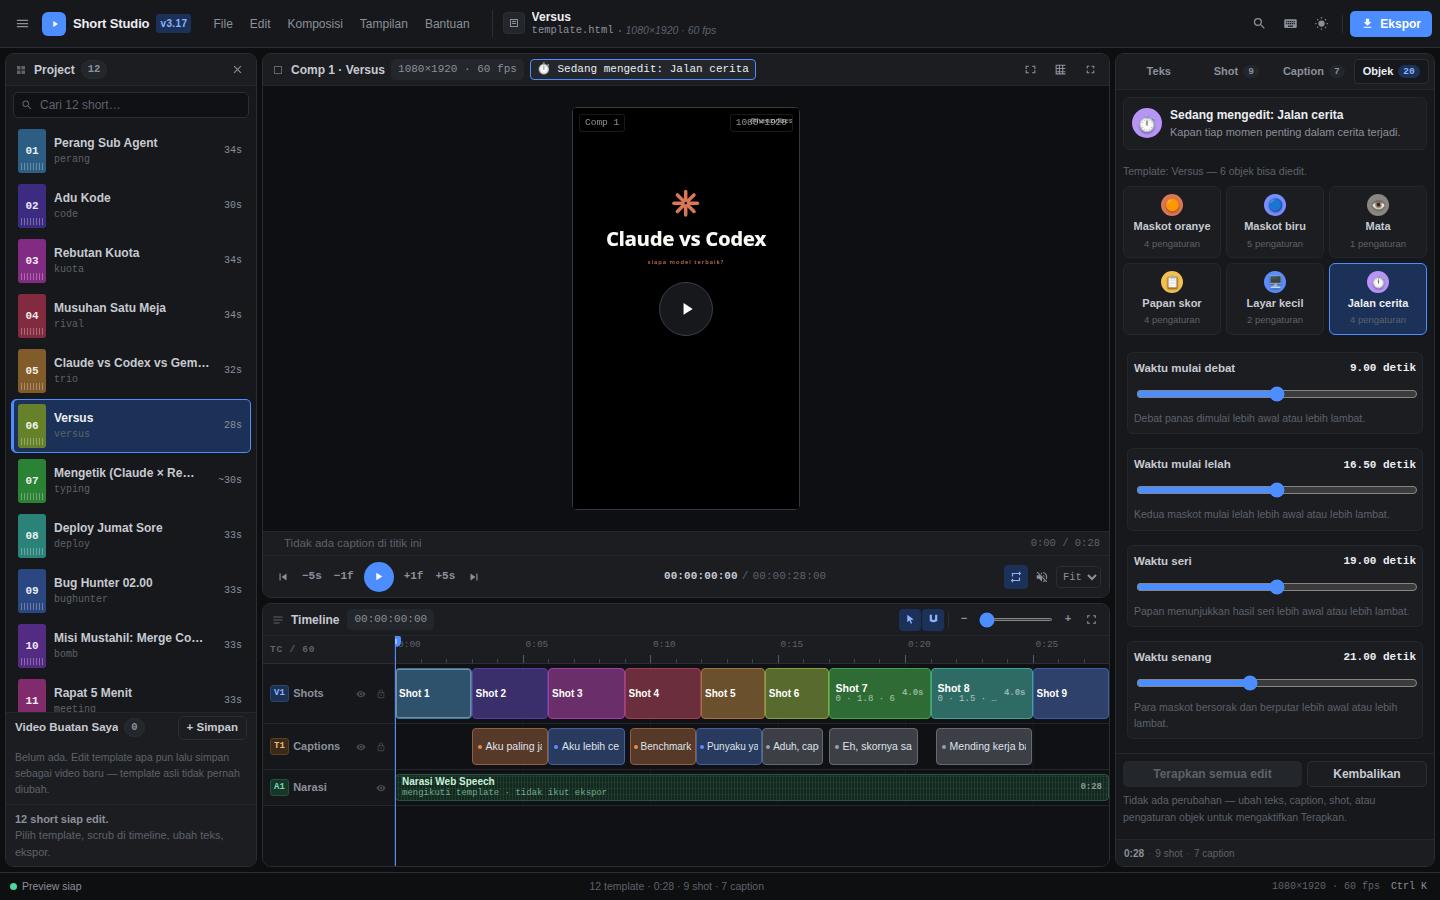 Short Studio v3.17 File Edit Komposisi Tampilan Bantuan
Versus
template.html · 1080×1920 · 60 fps
Ekspor
Project 12
Cari 12 short…
01 Perang Sub Agent 34s
perang
02 Adu Kode 30s
code
03 Rebutan Kuota 34s
kuota
04 Musuhan Satu Meja 34s
rival
05 Claude vs Codex vs Gem… 32s
trio
06 Versus 28s
versus
07 Mengetik (Claude × Re… ~30s
typing
08 Deploy Jumat Sore 33s
deploy
09 Bug Hunter 02.00 33s
bughunter
10 Misi Mustahil: Merge Co… 33s
bomb
11 Rapat 5 Menit 33s
meeting
Video Buatan Saya 0 + Simpan
Belum ada. Edit template apa pun lalu simpan
sebagai video baru — template asli tidak pernah
diubah.
12 short siap edit.
Pilih template, scrub di timeline, ubah teks,
ekspor.
Comp 1 · Versus 1080×1920 · 60 fps ⏱️ Sedang mengedit: Jalan cerita
Comp 1 1080×1920
Claude vs Codex
siapa model terbaik?
Tidak ada caption di titik ini 0:00 / 0:28
−5s −1f +1f +5s 00:00:00:00 / 00:00:28:00 Fit
Timeline 00:00:00:00 − +
TC / 60 0:00 0:05 0:10 0:15 0:20 0:25
V1 Shots Shot 1 Shot 2 Shot 3 Shot 4 Shot 5 Shot 6 Shot 7 4.0s Shot 8 4.0s Shot 9
0 · 1.8 · 6 0 · 1.5 · …
T1 Captions Aku paling ja Aku lebih ce Benchmark Punyaku ya Aduh, cap Eh, skornya sa Mending kerja ba
A1 Narasi Narasi Web Speech 0:28
mengikuti template · tidak ikut ekspor
Teks Shot 9 Caption 7 Objek 20
Sedang mengedit: Jalan cerita
Kapan tiap momen penting dalam cerita terjadi.
Template: Versus — 6 objek bisa diedit.
Maskot oranye Maskot biru Mata
4 pengaturan 5 pengaturan 1 pengaturan
Papan skor Layar kecil Jalan cerita
4 pengaturan 2 pengaturan 4 pengaturan
Waktu mulai debat 9.00 detik
Debat panas dimulai lebih awal atau lebih lambat.
Waktu mulai lelah 16.50 detik
Kedua maskot mulai lelah lebih awal atau lebih lambat.
Waktu seri 19.00 detik
Papan menunjukkan hasil seri lebih awal atau lebih lambat.
Waktu senang 21.00 detik
Para maskot bersorak dan berputar lebih awal atau lebih
lambat.
Terapkan semua edit Kembalikan
Tidak ada perubahan — ubah teks, caption, shot, atau
pengaturan objek untuk mengaktifkan Terapkan.
0:28 · 9 shot · 7 caption
Preview siap 12 template · 0:28 · 9 shot · 7 caption 1080×1920 · 60 fps Ctrl K